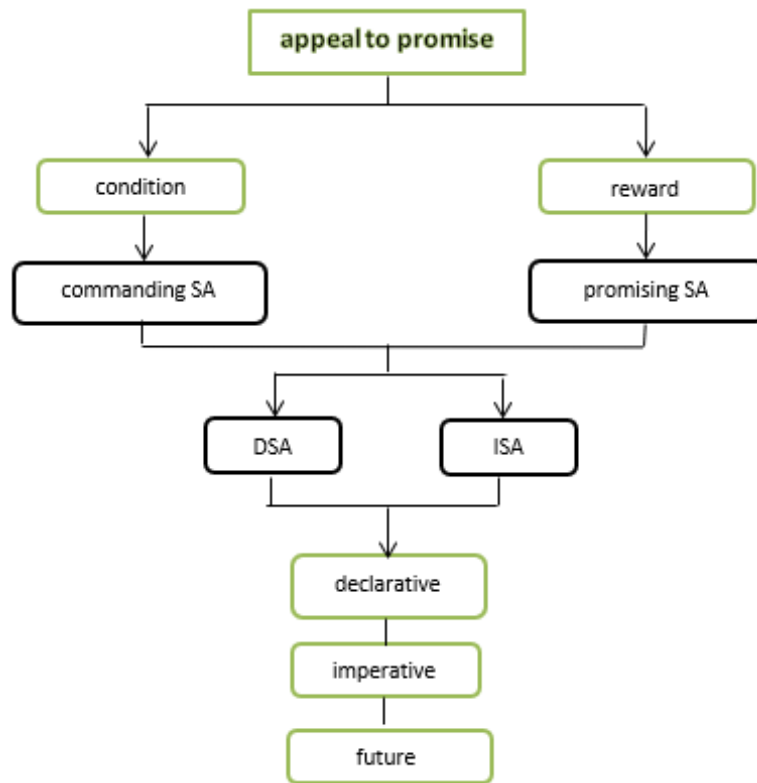 appeal to promise
condition
reward
commanding SA
promising SA
DSA
ISA
declarative
imperative
future